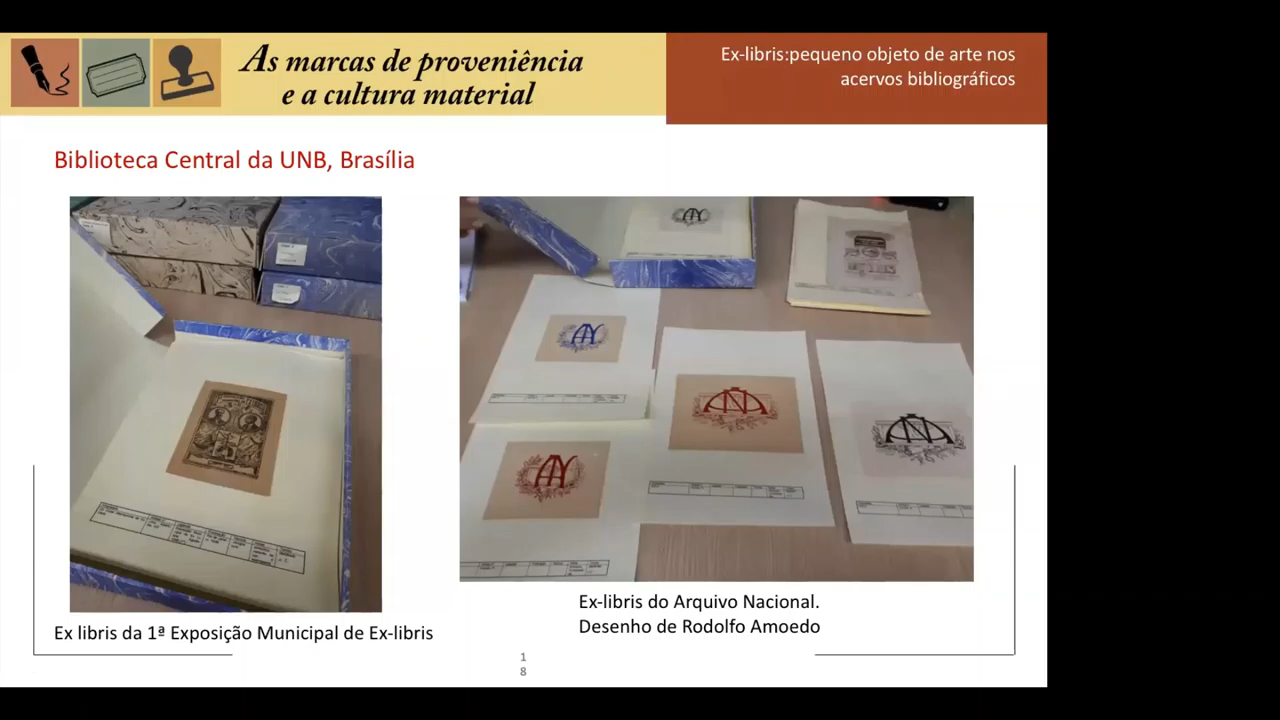 As marcas de proveniência
e a cultura material
Ex-libris:pequeno objeto de arte nos
acervos bibliográficos
Biblioteca Central da UNB, Brasília
Ex libris da 1ª Exposição Municipal de Ex-libris
Ex-libris do Arquivo Nacional.
Desenho de Rodolfo Amoedo
1
8